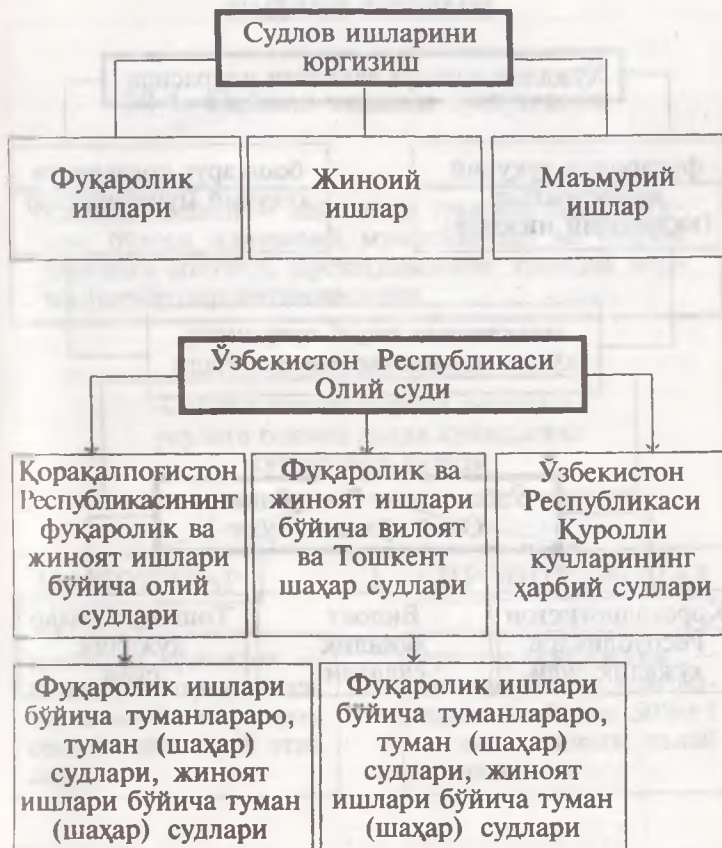 Судлов ишларини
юргизиш
Фуқаролик
ишлари
Жиноий
ишлар
Маъмурий
ишлар
Ўзбекистон Республикаси
Олий суди
Қорақалпоғистон
Республикасининг
фуқаролик ва
жиноят ишлари
бўйича олий
судлари
Фуқаролик ва
жиноят ишлари
бўйича вилоят
ва Тошкент
шаҳар судлари
Ўзбекистон
Республикаси
Қуролли
кулларининг
ҳарбий судлари
Фуқаролик ишлари
бўйича туманлараро,
туман (шаҳар)
судлари, жиноят
ишлари бўйича туман
(шаҳар) судлари
Фуқаролик ишлари
бўйича туманлараро,
туман (шаҳар)
судлари, жиноят
ишлари бўйича туман
(шаҳар) судлари